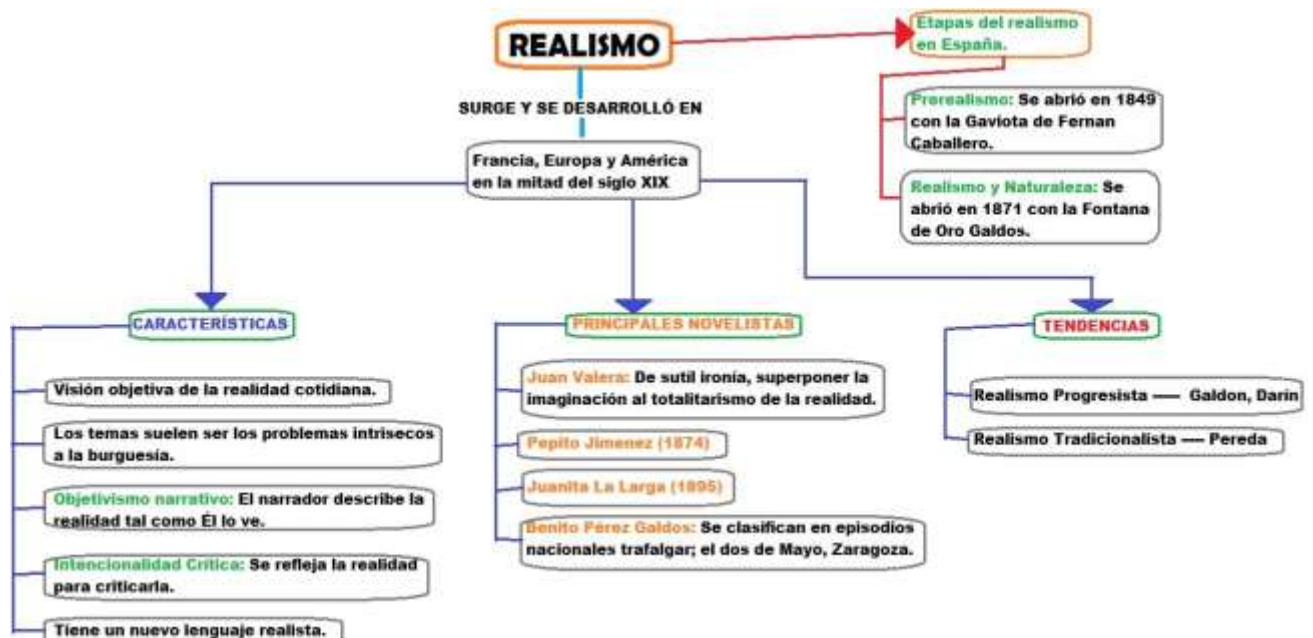 REALISMO
Etapas del realismo
en España.
SURGE Y SE DESARROLLÓ EN
Prerealismo: Se abrió en 1849
con la Gaviota de Fernan
Caballero.
Francia, Europa y América
en la mitad del siglo XIX
Realismo y Naturaleza: Se
abrió en 1871 con la Fontana
de Oro Galdos.
CARACTERÍSTICAS
Visión objetiva de la realidad cotidiana.
Los temas suelen ser los problemas intrisecos
a la burguesía.
Objetivismo narrativo: El narrador describe la
realidad tal como Él lo ve.
Intencionalidad Crítica: Se refleja la realidad
para criticarla.
Tiene un nuevo lenguaje realista.
PRINCIPALES NOVELISTAS
Juan Valera: De sutil ironía, superponer la
imaginación al totalitarismo de la realidad.
Pepito Jimenez (1874)
Juanita La Larga (1895)
Benito Pérez Galdos: Se clasifican en episodios
nacionales trafalgar; el dos de Mayo, Zaragoza.
TENDENCIAS
Realismo Progresista —— Galdon, Darin
Realismo Tradicionalista —— Pereda